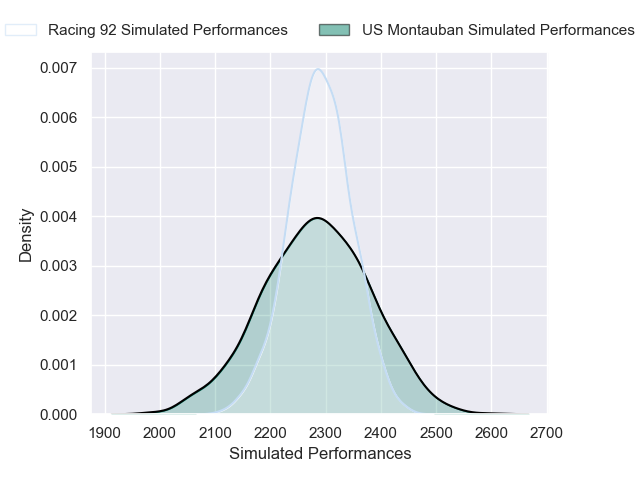 Racing 92 Simulated Performances US Montauban Simulated Performances
0.007
0.006
0.005
0.004
0.003
0.002
0.001
0.000
Density
1900 2000 2100 2200 2300 2400 2500 2600 2700
Simulated Performances